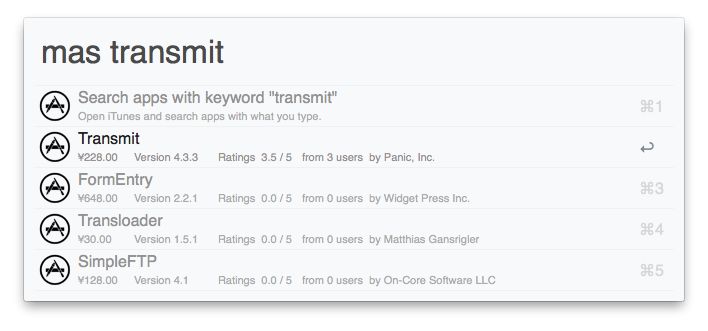 mas transmit
Search apps with keyword "transmit"
⌘1
Open iTunes and search apps with what you type.
Transmit
↩
¥228.00 Version 4.3.3 Ratings 3.5 / 5 from 3 users by Panic, Inc.
FormEntry
⌘3
¥648.00 Version 2.2.1 Ratings 0.0 / 5 from 0 users by Widget Press Inc.
Transloader
⌘4
¥30.00 Version 1.5.1 Ratings 0.0 / 5 from 0 users by Matthias Gansrigler
SimpleFTP
⌘5
¥128.00 Version 4.1 Ratings 0.0 / 5 from 0 users by On-Core Software LLC